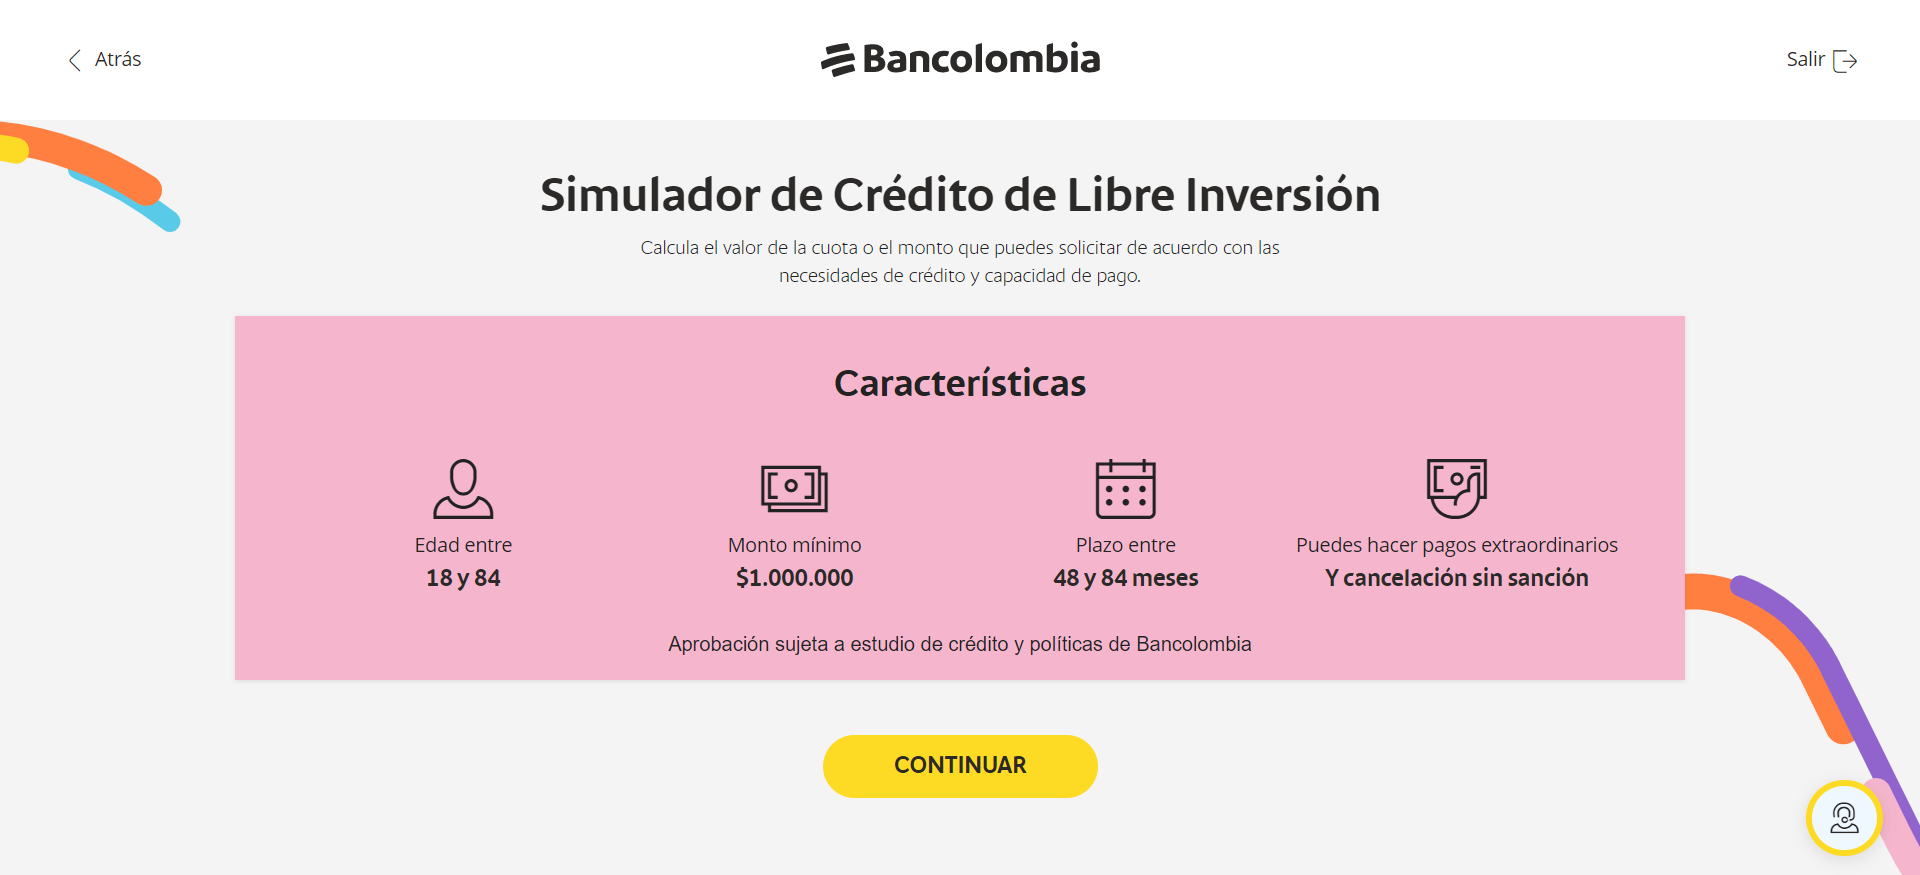 Atrás
Bancolombia
Salir
Simulador de Crédito de Libre Inversión
Calcula el valor de la cuota o el monto que puedes solicitar de acuerdo con las
necesidades de crédito y capacidad de pago.
Características
Edad entre
18 y 84
Monto mínimo
$1.000.000
Plazo entre
48 y 84 meses
Puedes hacer pagos extraordinarios
Y cancelación sin sanción
Aprobación sujeta a estudio de crédito y políticas de Bancolombia
CONTINUAR